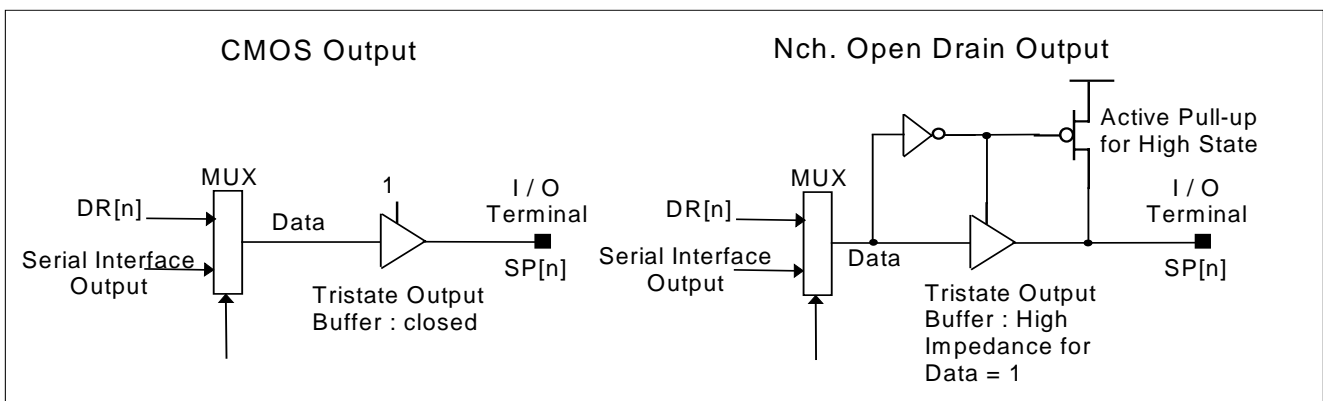 CMOS Output
MUX
DR[n]
Serial Interface
Output
Data
1
I / O
Terminal
SP[n]
Tristate Output
Buffer : closed
Nch. Open Drain Output
Active Pull-up
for High State
MUX
DR[n]
Serial Interface
Output
Data
I / O
Terminal
SP[n]
Tristate Output
Buffer : High
Impedance for
Data = 1